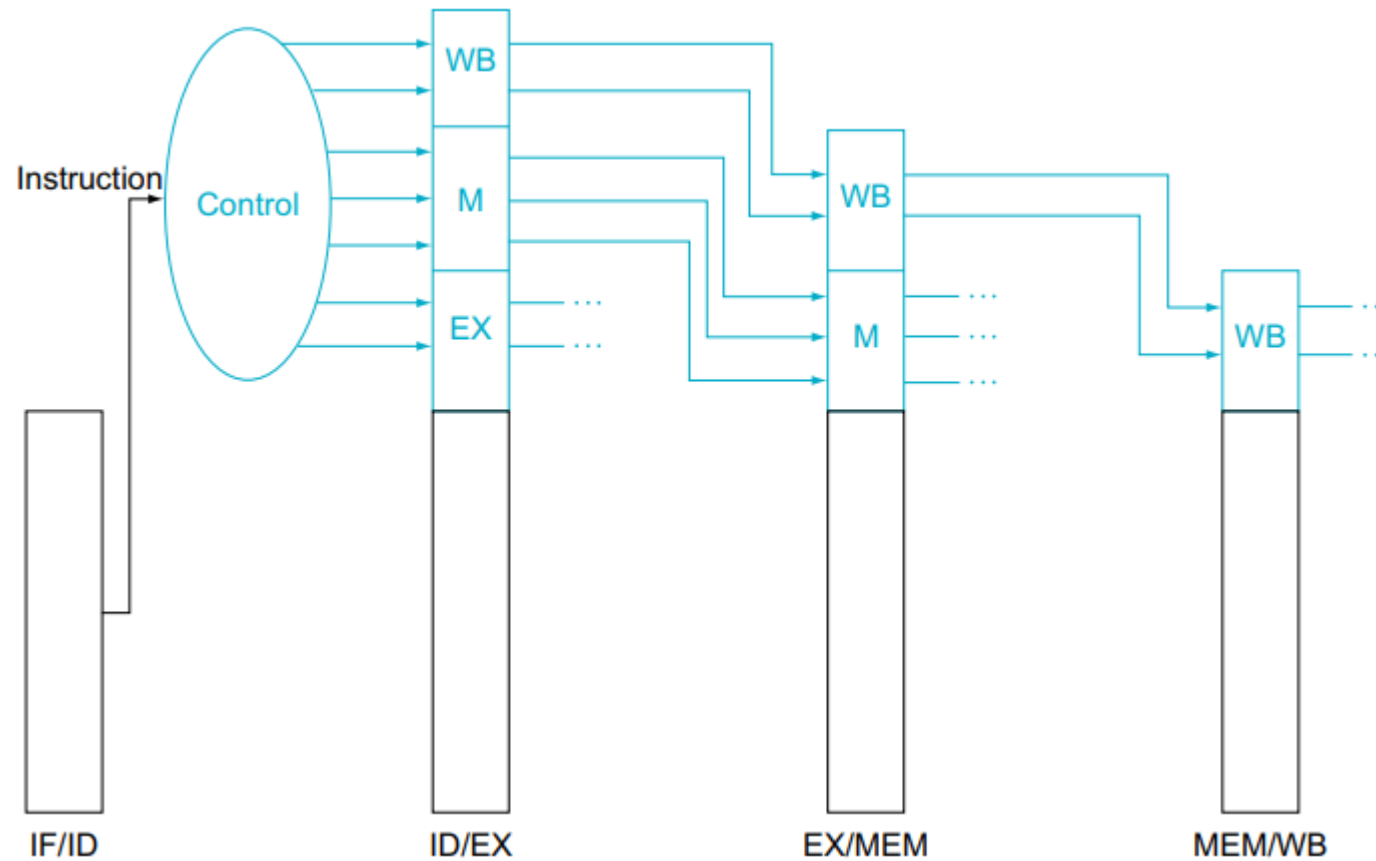 WB
Instruction
Control
M
WB
EX
...
...
M
...
...
...
WB
..
..
IF/ID
ID/EX
EX/MEM
MEM/WB